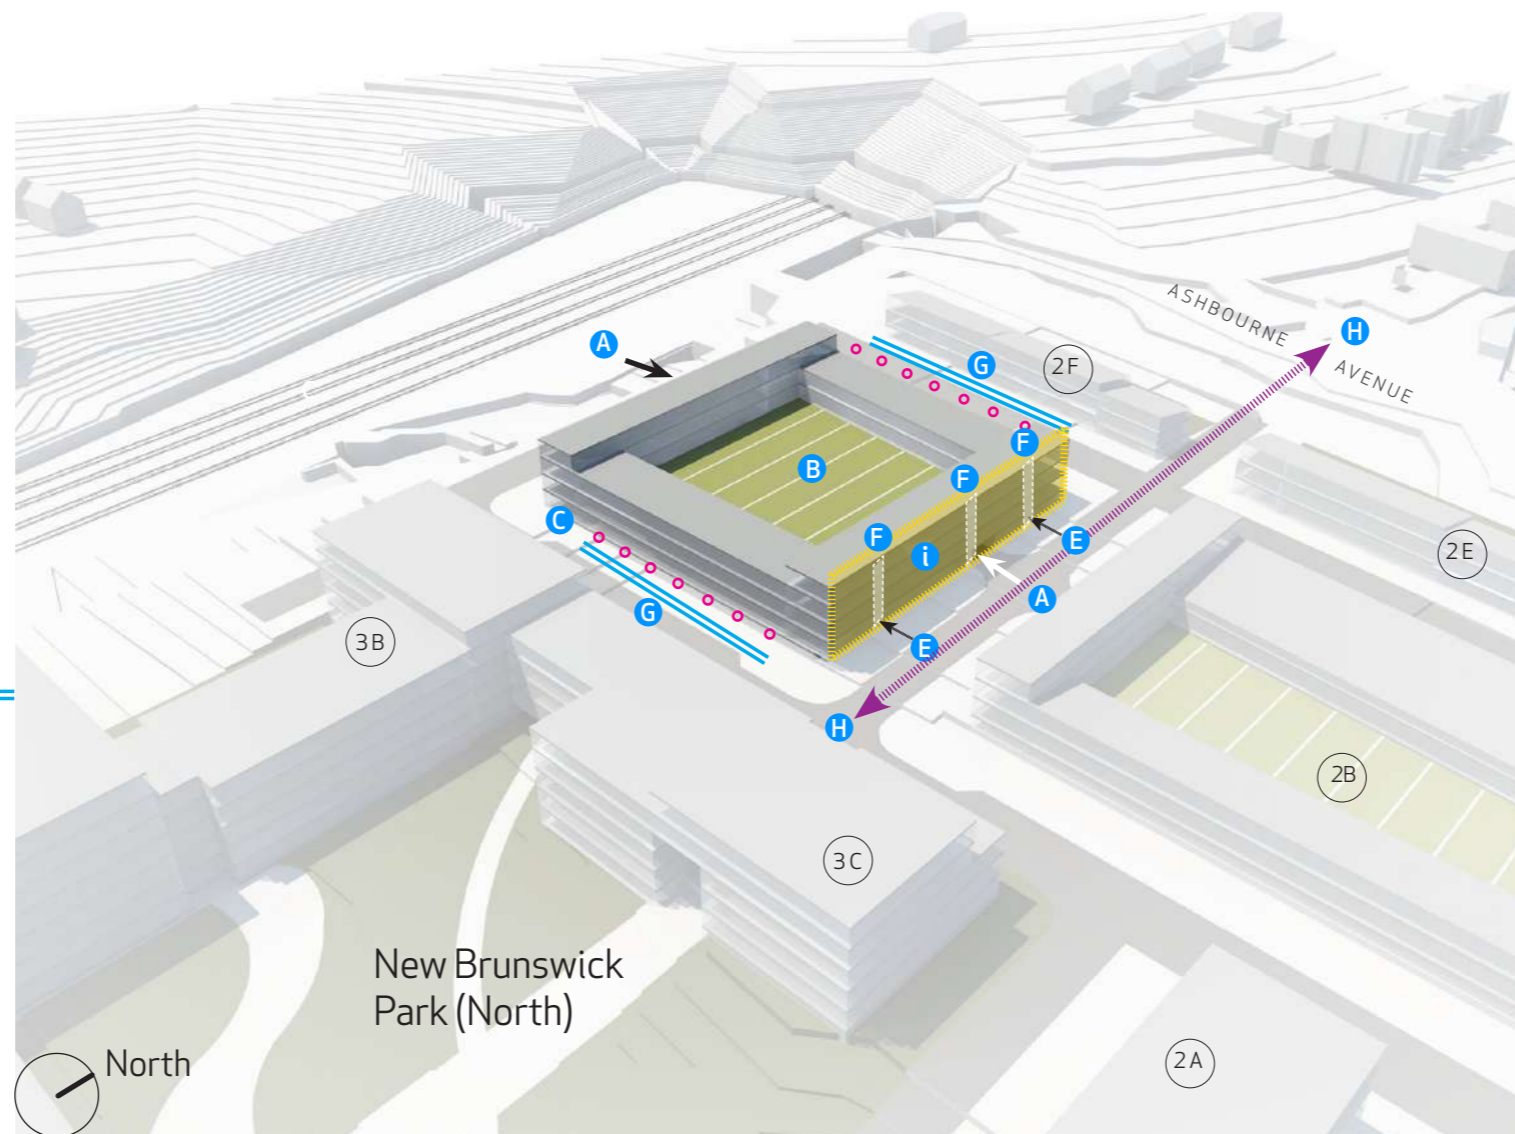 ASHBOURNE
AVENUE
H
A
G
2F
F
F
B
C
F
i
E
2E
A
G
E
3B
H
2B
3C
New Brunswick
Park (North)
North
2A